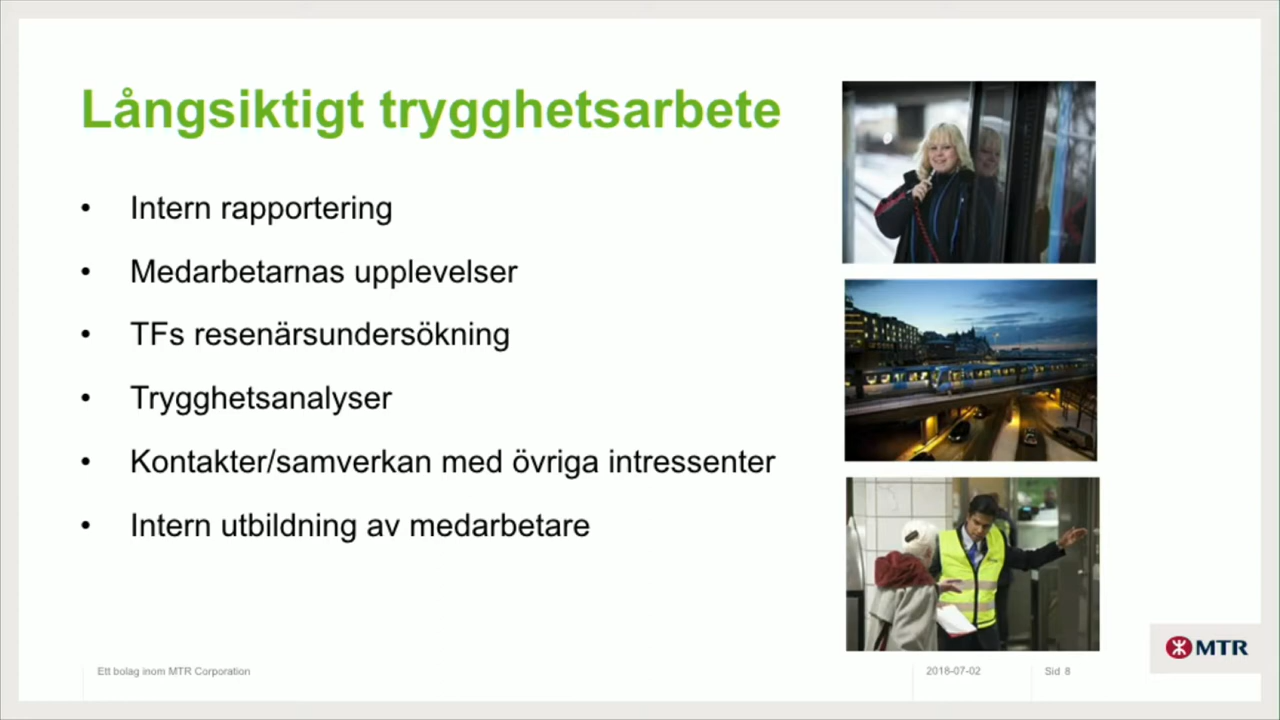 Långsiktigt trygghetsarbete
• Intern rapportering
• Medarbetarnas upplevelser
• TFs resenärsundersökning
• Trygghetsanalyser
• Kontakter/samverkan med övriga intressenter
• Intern utbildning av medarbetare
Ett bolag inom MTR Corporation
2018-07-02
Sid 8
MTR